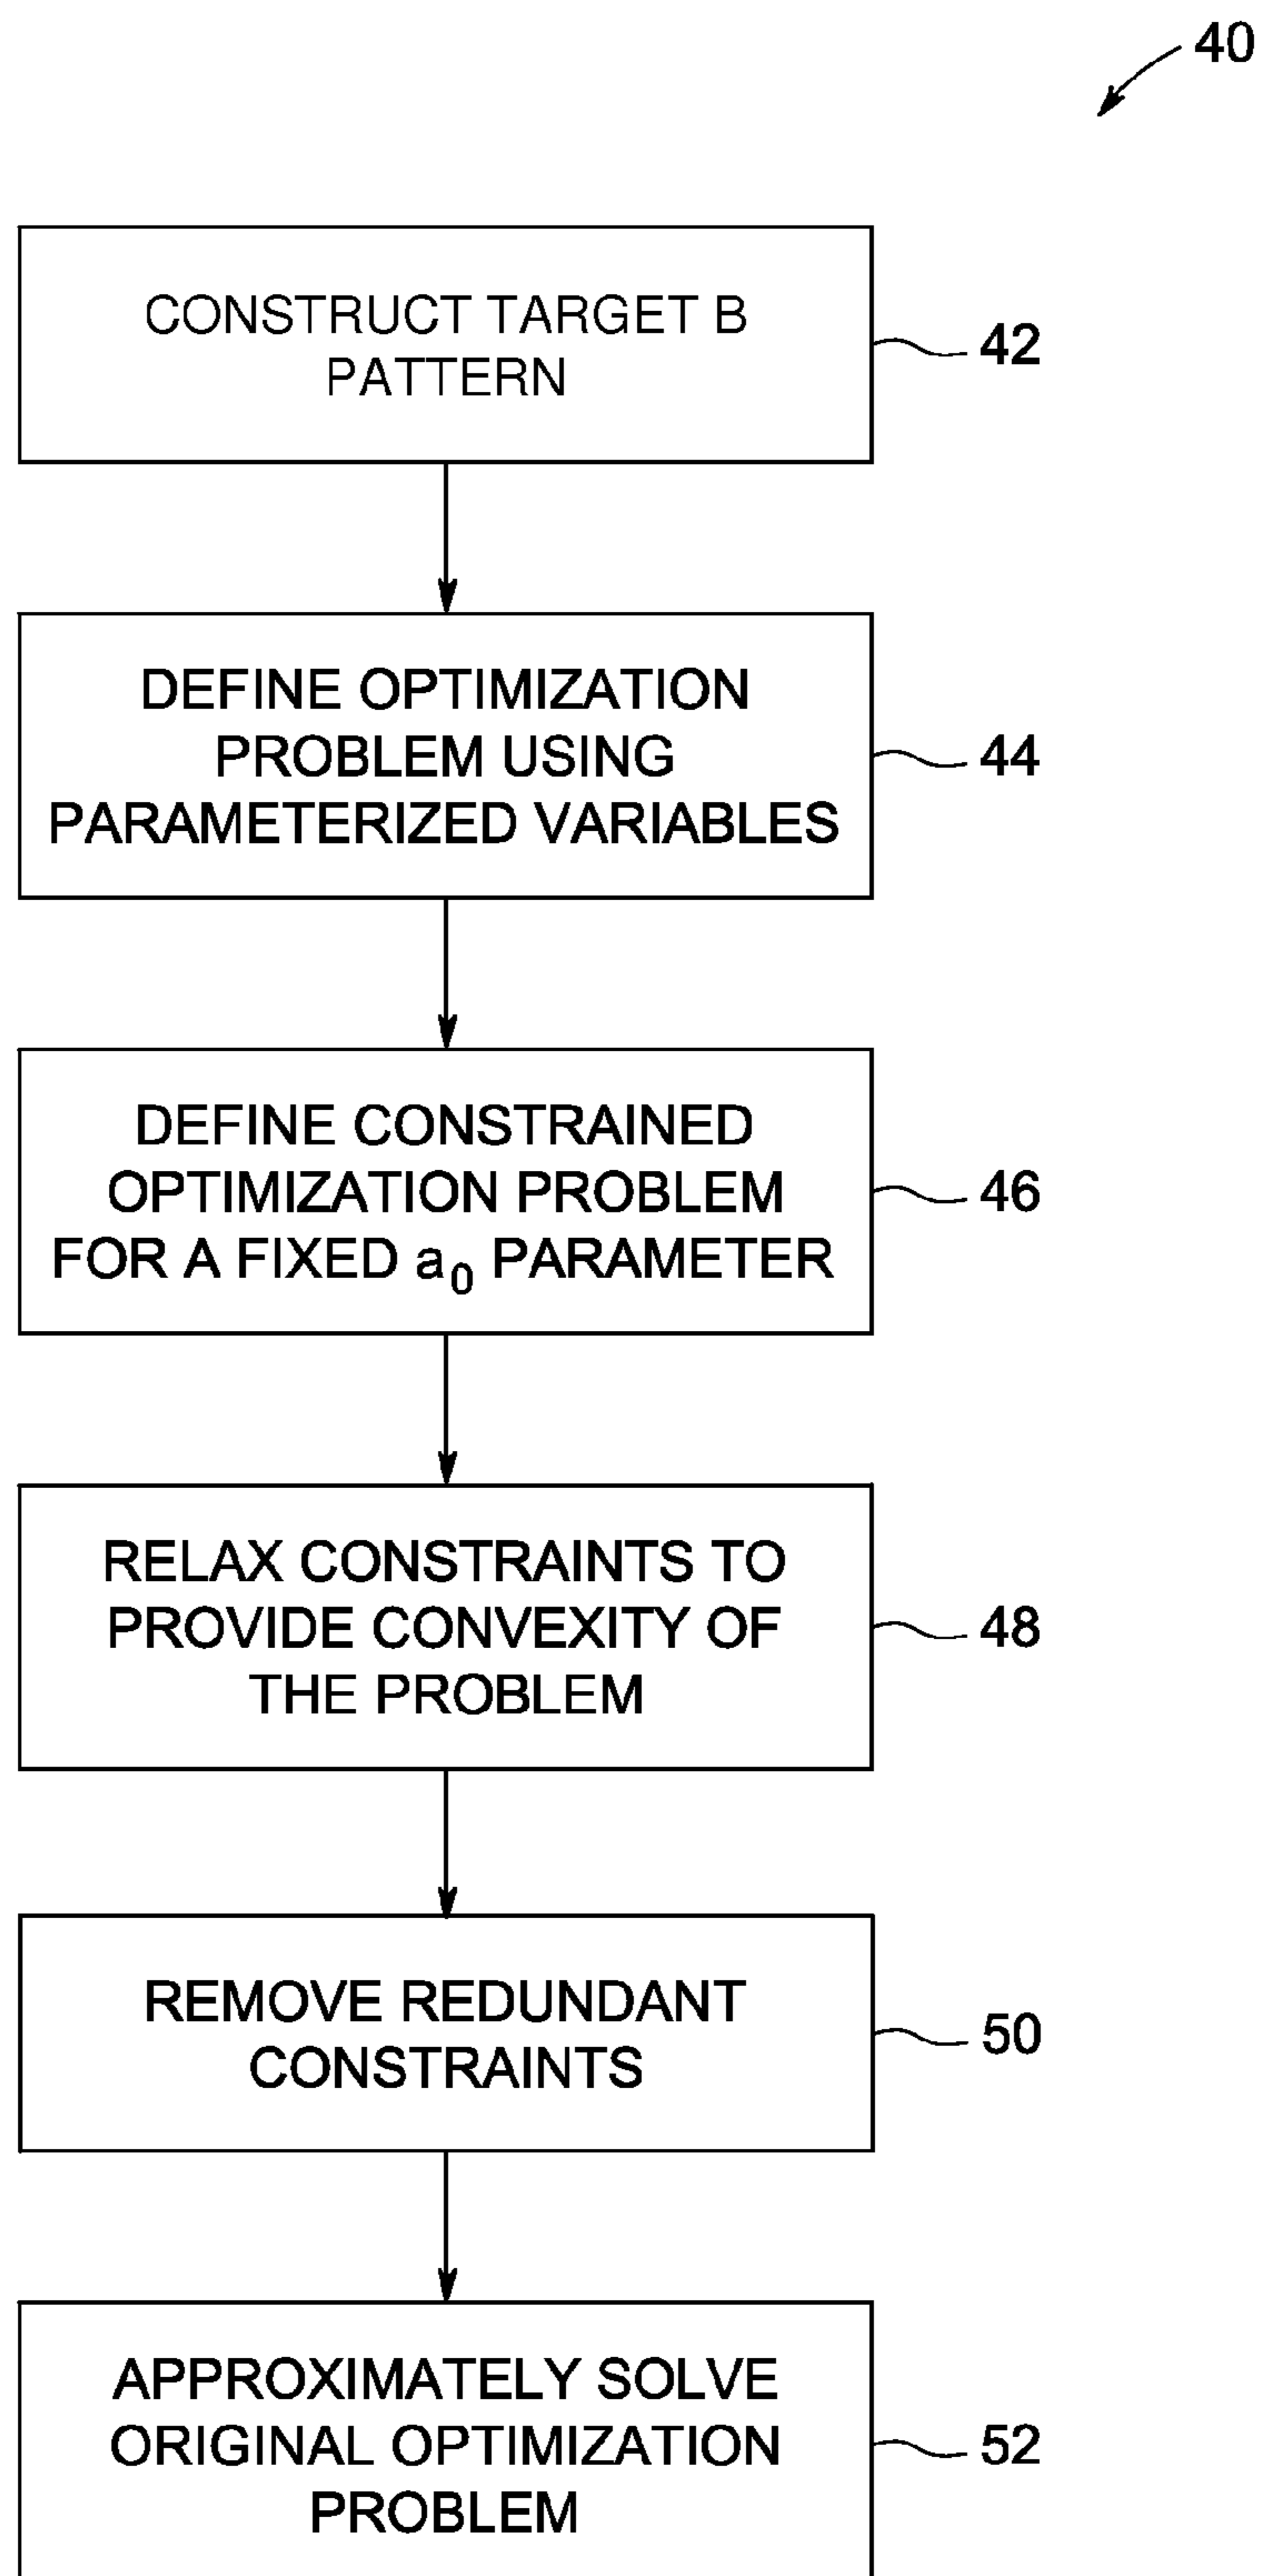 40
CONSTRUCT TARGET B
PATTERN
42
DEFINE OPTIMIZATION
PROBLEM USING
PARAMETERIZED VARIABLES
44
DEFINE CONSTRAINED
OPTIMIZATION PROBLEM
FOR A FIXED a₀ PARAMETER
46
RELAX CONSTRAINTS TO
PROVIDE CONVEXITY OF
THE PROBLEM
48
REMOVE REDUNDANT
CONSTRAINTS
50
APPROXIMATELY SOLVE
ORIGINAL OPTIMIZATION
PROBLEM
52